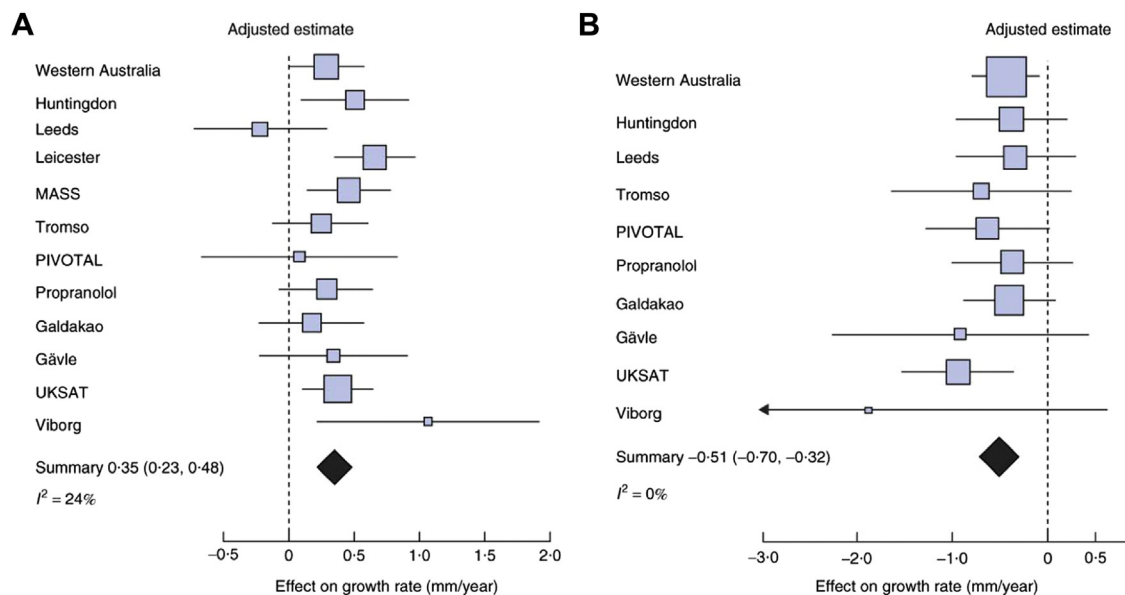 A
Adjusted estimate
Western Australia
Huntingdon
Leeds
Leicester
MASS
Tromso
PIVOTAL
Propranolol
Galdakao
Gävle
UKSAT
Viborg
Summary 0·35 (0·23, 0·48)
I² = 24%
−0·5 0 0·5 1·0 1·5 2·0
Effect on growth rate (mm/year)
B
Adjusted estimate
Western Australia
Huntingdon
Leeds
Tromso
PIVOTAL
Propranolol
Galdakao
Gävle
UKSAT
Viborg
Summary −0·51 (−0·70, −0·32)
I² = 0%
−3·0 −2·0 −1·0 0 0·5
Effect on growth rate (mm/year)